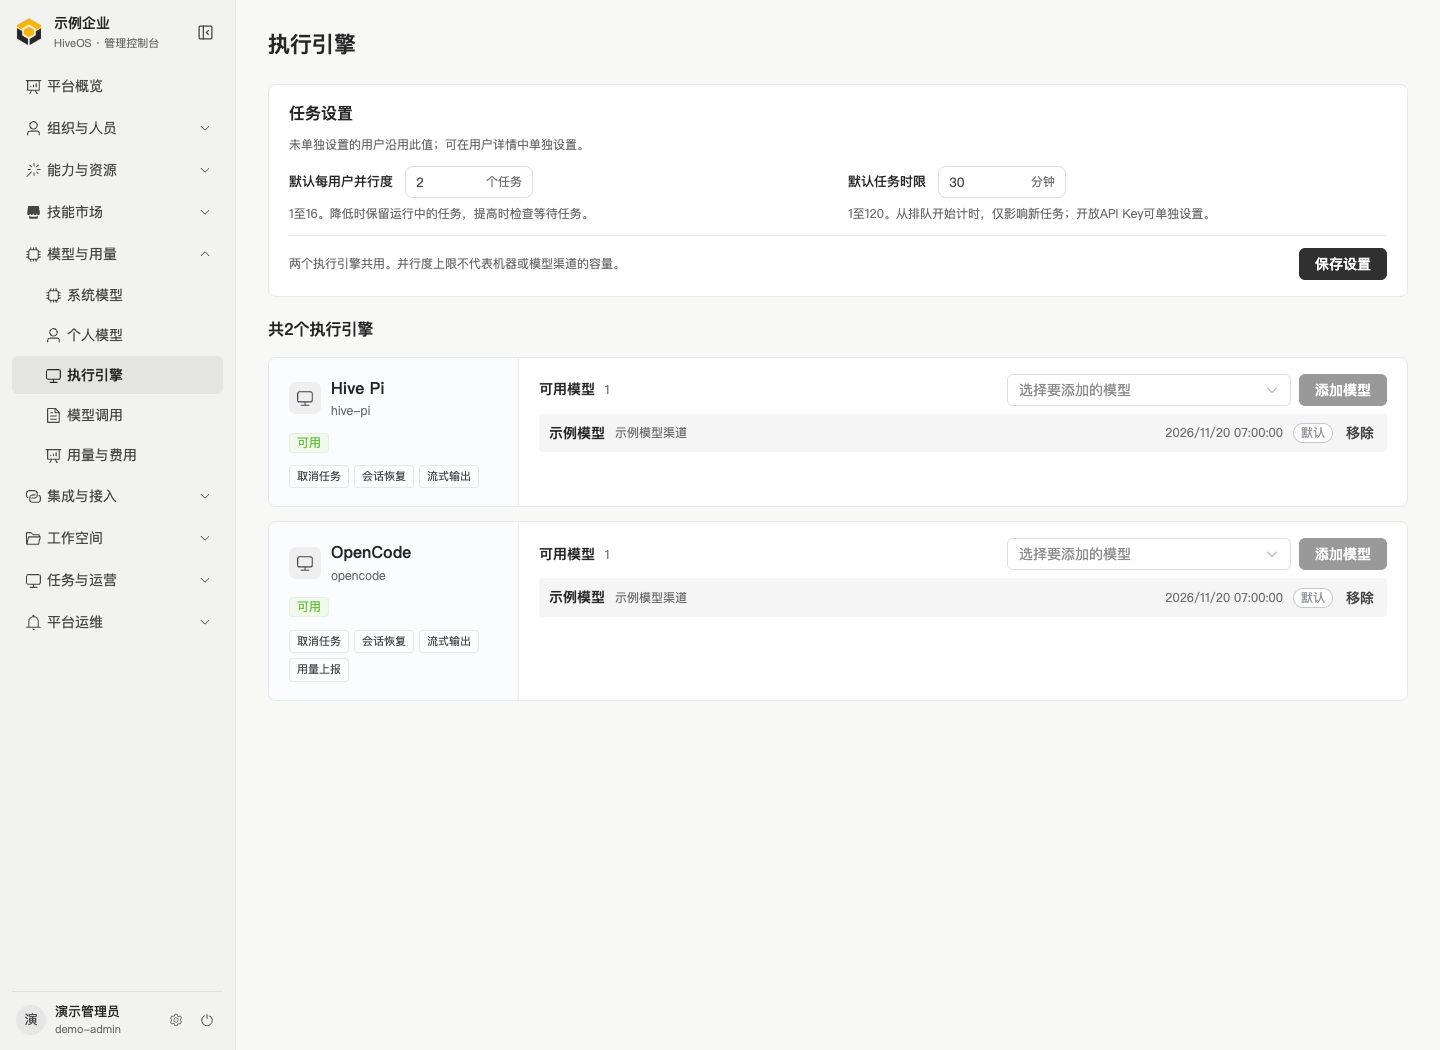 示例企业
HiveOS · 管理控制台
平台概览
组织与人员
能力与资源
技能市场
模型与用量
系统模型
个人模型
执行引擎
模型调用
用量与费用
集成与接入
工作空间
任务与运营
平台运维
演
演示管理员
demo-admin
执行引擎
任务设置
未单独设置的用户沿用此值；可在用户详情中单独设置。
默认每用户并行度 2 个任务
1至16。降低时保留运行中的任务，提高时检查等待任务。
默认任务时限 30 分钟
1至120。从排队开始计时，仅影响新任务；开放API Key可单独设置。
两个执行引擎共用。并行度上限不代表机器或模型渠道的容量。
保存设置
共2个执行引擎
Hive Pi
hive-pi
可用
取消任务 会话恢复 流式输出
可用模型 1
选择要添加的模型 添加模型
示例模型 示例模型渠道 2026/11/20 07:00:00 默认 移除
OpenCode
opencode
可用
取消任务 会话恢复 流式输出
用量上报
可用模型 1
选择要添加的模型 添加模型
示例模型 示例模型渠道 2026/11/20 07:00:00 默认 移除